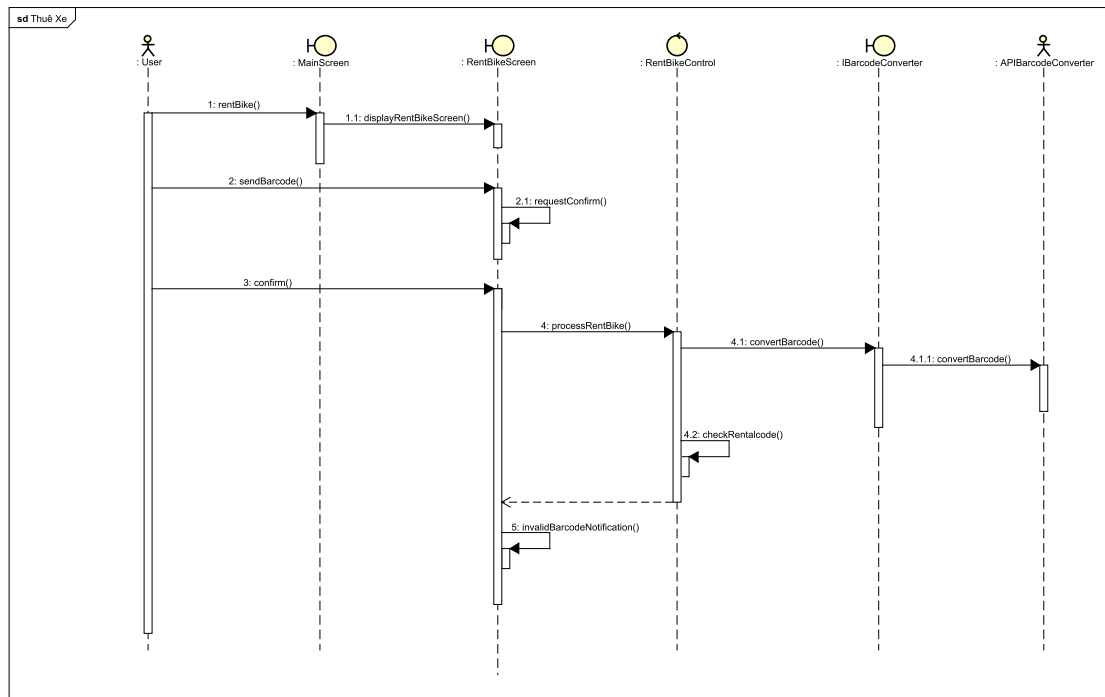 sd Thuê Xe
: User
: MainScreen
: RentBikeScreen
: RentBikeControl
: IBarcodeConverter
: APIBarcodeConverter
1: rentBike()
1.1: displayRentBikeScreen()
2: sendBarcode()
2.1: requestConfirm()
3: confirm()
4: processRentBike()
4.1: convertBarcode()
4.1.1: convertBarcode()
4.2: checkRentalcode()
5: invalidBarcodeNotification()